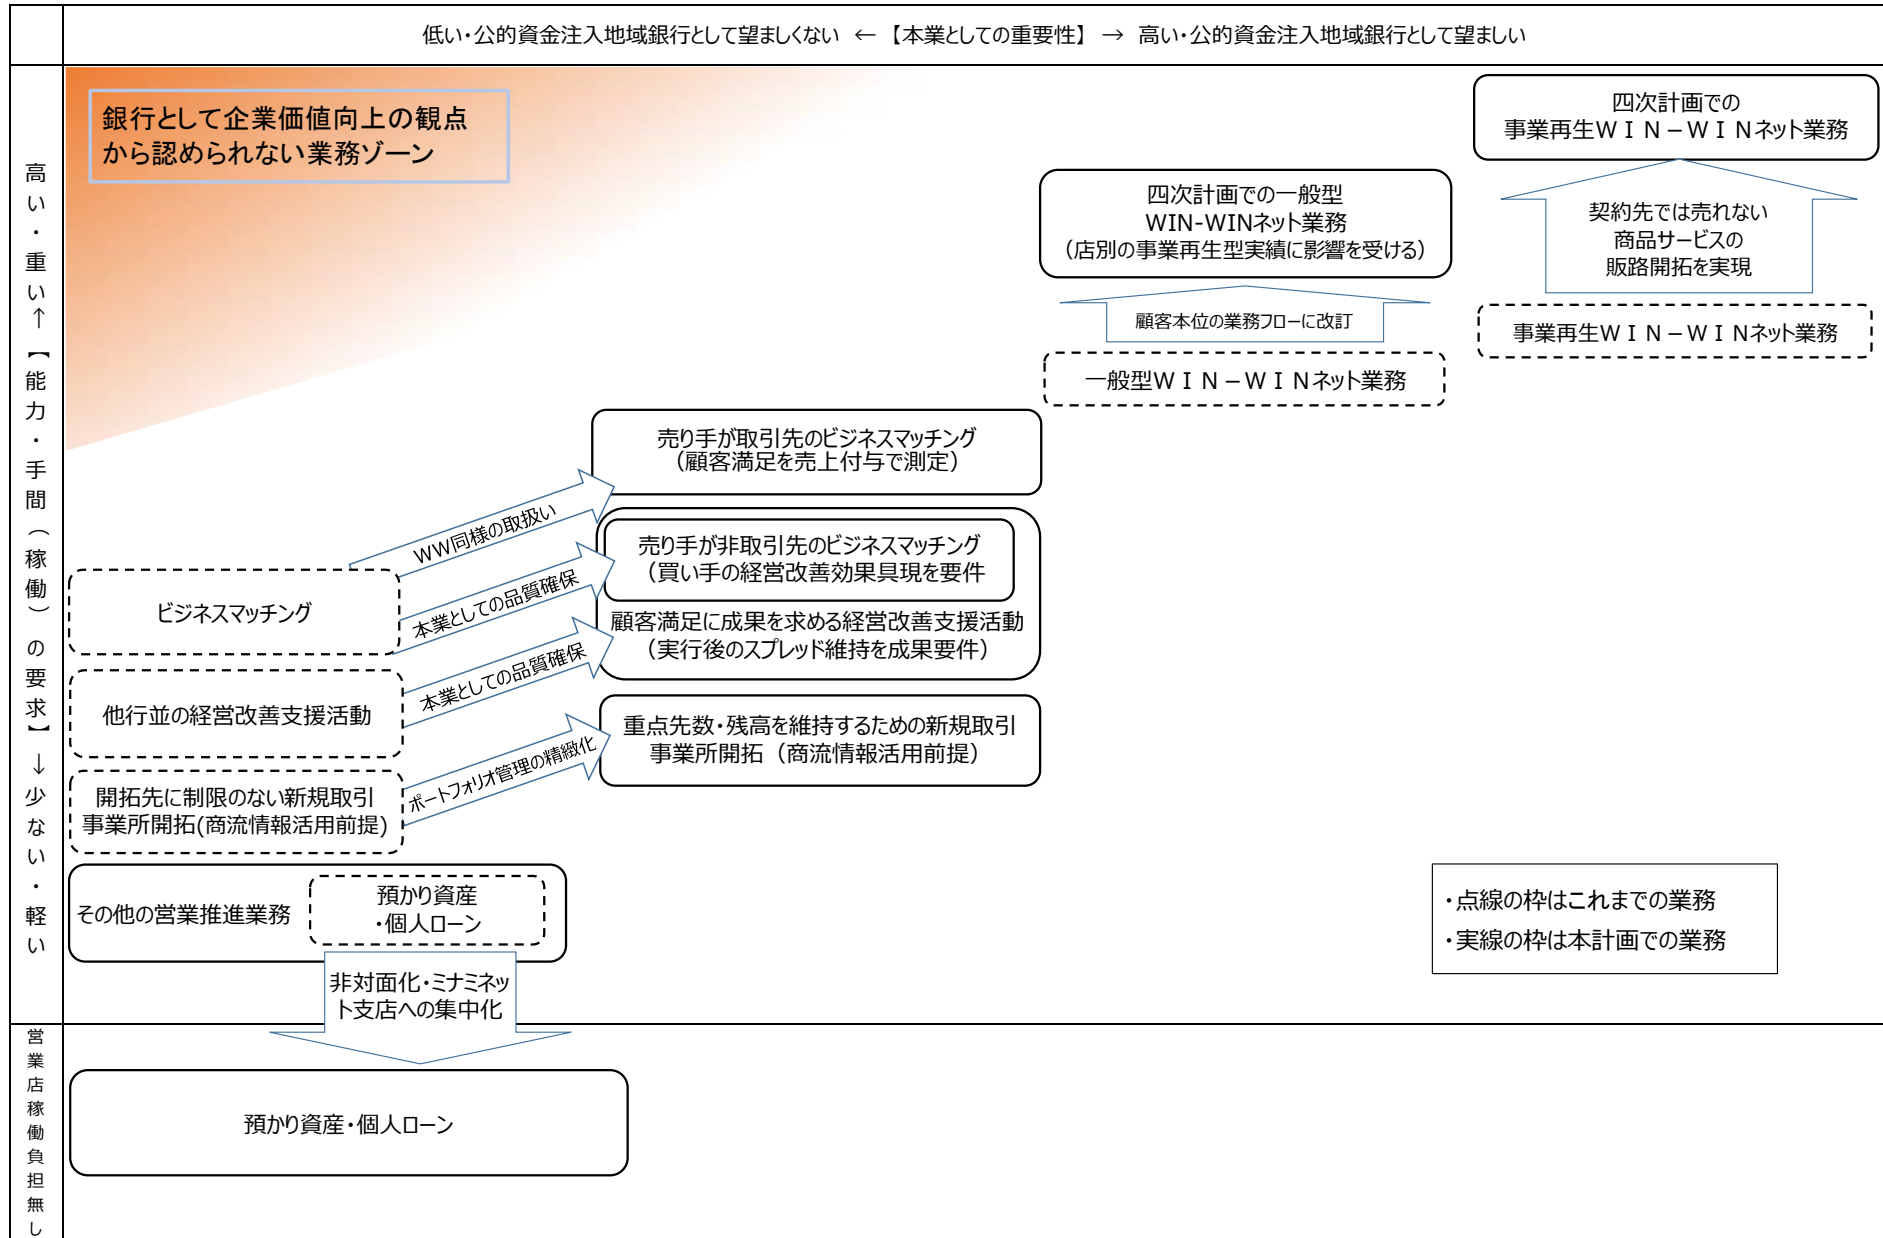 低い・公的資金注入地域銀行として望ましくない ← 【本業としての重要性】 → 高い・公的資金注入地域銀行として望ましい
高い・重い↑【能力・手間（稼働）の要求】↓少ない・軽い
銀行として企業価値向上の観点
から認められない業務ゾーン
四次計画での
事業再生ＷＩＮ－ＷＩＮネット業務
契約先では売れない
商品サービスの
販路開拓を実現
事業再生ＷＩＮ－ＷＩＮネット業務
四次計画での一般型
WIN-WINネット業務
（店別の事業再生型実績に影響を受ける）
顧客本位の業務フローに改訂
一般型ＷＩＮ－ＷＩＮネット業務
売り手が取引先のビジネスマッチング
（顧客満足を売上付与で測定）
WW同様の取扱い
売り手が非取引先のビジネスマッチング
（買い手の経営改善効果具現を要件
本業としての品質確保
ビジネスマッチング
顧客満足に成果を求める経営改善支援活動
（実行後のスプレッド維持を成果要件）
本業としての品質確保
他行並の経営改善支援活動
重点先数・残高を維持するための新規取引
事業所開拓（商流情報活用前提）
ポートフォリオ管理の精緻化
開拓先に制限のない新規取引
事業所開拓(商流情報活用前提)
その他の営業推進業務
預かり資産
・個人ローン
・点線の枠はこれまでの業務
・実線の枠は本計画での業務
非対面化・ミナミネッ
ト支店への集中化
営業店稼働負担無し
預かり資産・個人ローン